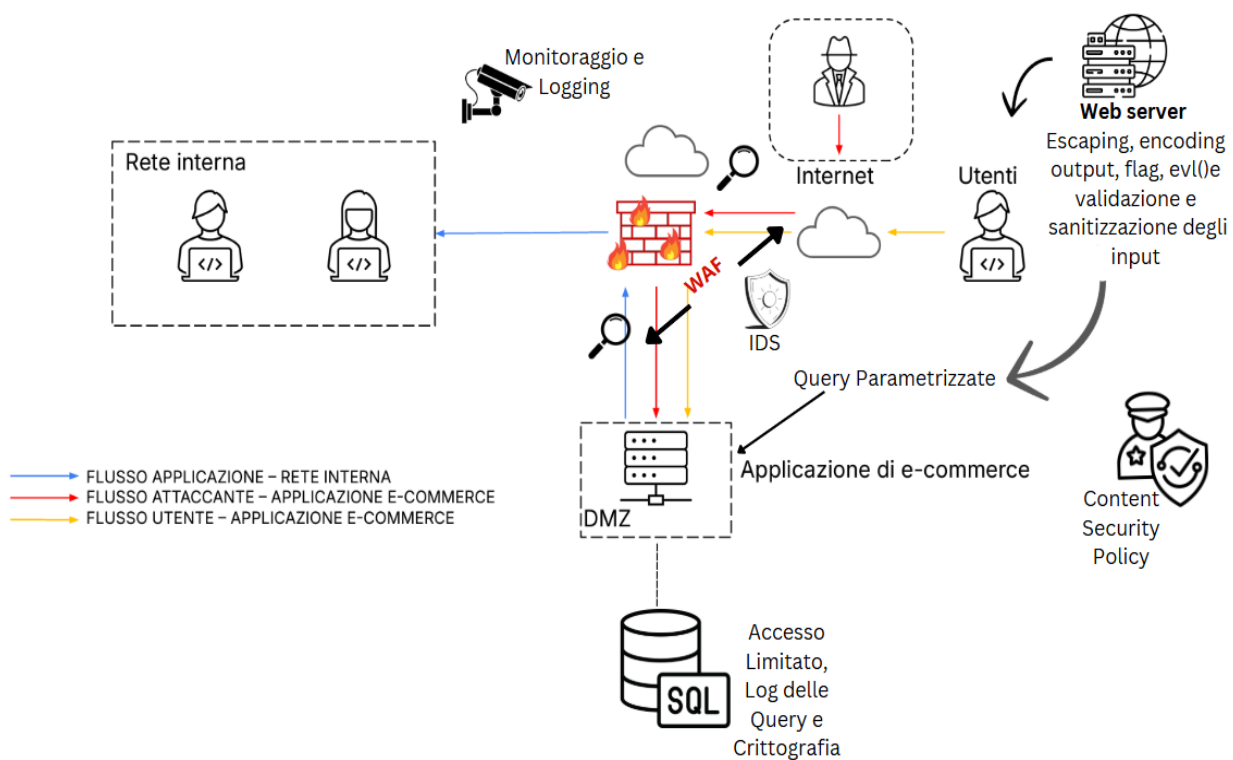 Monitoraggio e
Logging
Rete interna
</>
</>
Internet
Utenti
</>
Web server
Escaping, encoding
output, flag, evl()e
validazione e
sanitizzazione degli
input
WAF
IDS
Query Parametrizzate
Applicazione di e-commerce
DMZ
FLUSSO APPLICAZIONE – RETE INTERNA
FLUSSO ATTACCANTE – APPLICAZIONE E-COMMERCE
FLUSSO UTENTE – APPLICAZIONE E-COMMERCE
Content
Security
Policy
SQL
Accesso
Limitato,
Log delle
Query e
Crittografia